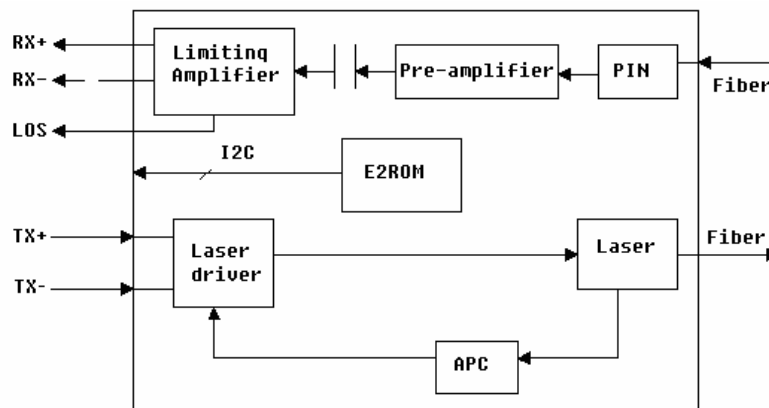 RX+
RX-
LOS
Limitinq
Amplifier
Pre-amplifier
PIN
Fiber
I2C
E2ROM
TX+
TX-
Laser
driver
Laser
Fiber
APC